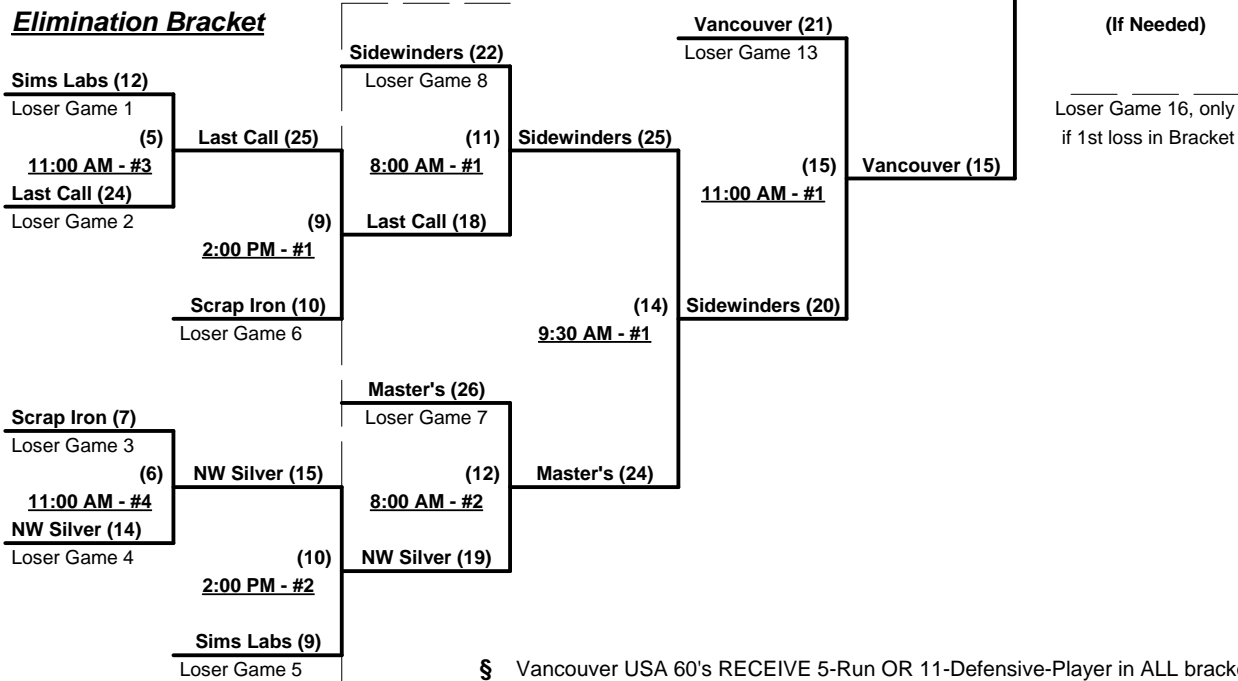 Elimination Bracket
Vancouver (21)
(If Needed)
Sidewinders (22)
Loser Game 13
Sims Labs (12)
Loser Game 8
Loser Game 1
Loser Game 16, only
(5)
Last Call (25)
(11)
Sidewinders (25)
if 1st loss in Bracket
11:00 AM - #3
8:00 AM - #1
(15)
Vancouver (15)
Last Call (24)
11:00 AM - #1
Loser Game 2
(9)
Last Call (18)
2:00 PM - #1
Scrap Iron (10)
(14)
Sidewinders (20)
Loser Game 6
9:30 AM - #1
Master's (26)
Scrap Iron (7)
Loser Game 7
Loser Game 3
(6)
NW Silver (15)
(12)
Master's (24)
11:00 AM - #4
8:00 AM - #2
NW Silver (14)
Loser Game 4
(10)
NW Silver (19)
2:00 PM - #2
Sims Labs (9)
Loser Game 5
§ Vancouver USA 60's RECEIVE 5-Run OR 11-Defensive-Player in ALL bracke